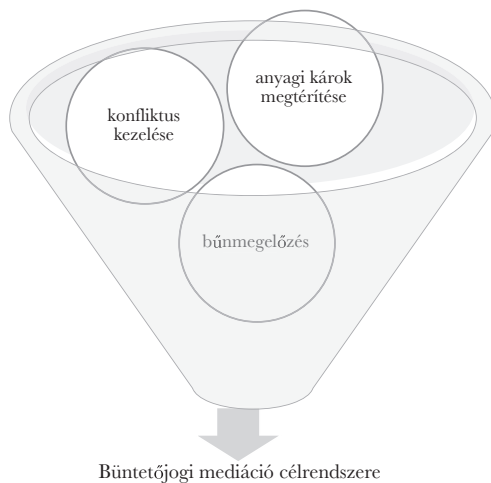 anyagi károk
megtérítése
konfliktus
kezelése
bűnmegelőzés
Büntetőjogi mediáció célrendszere